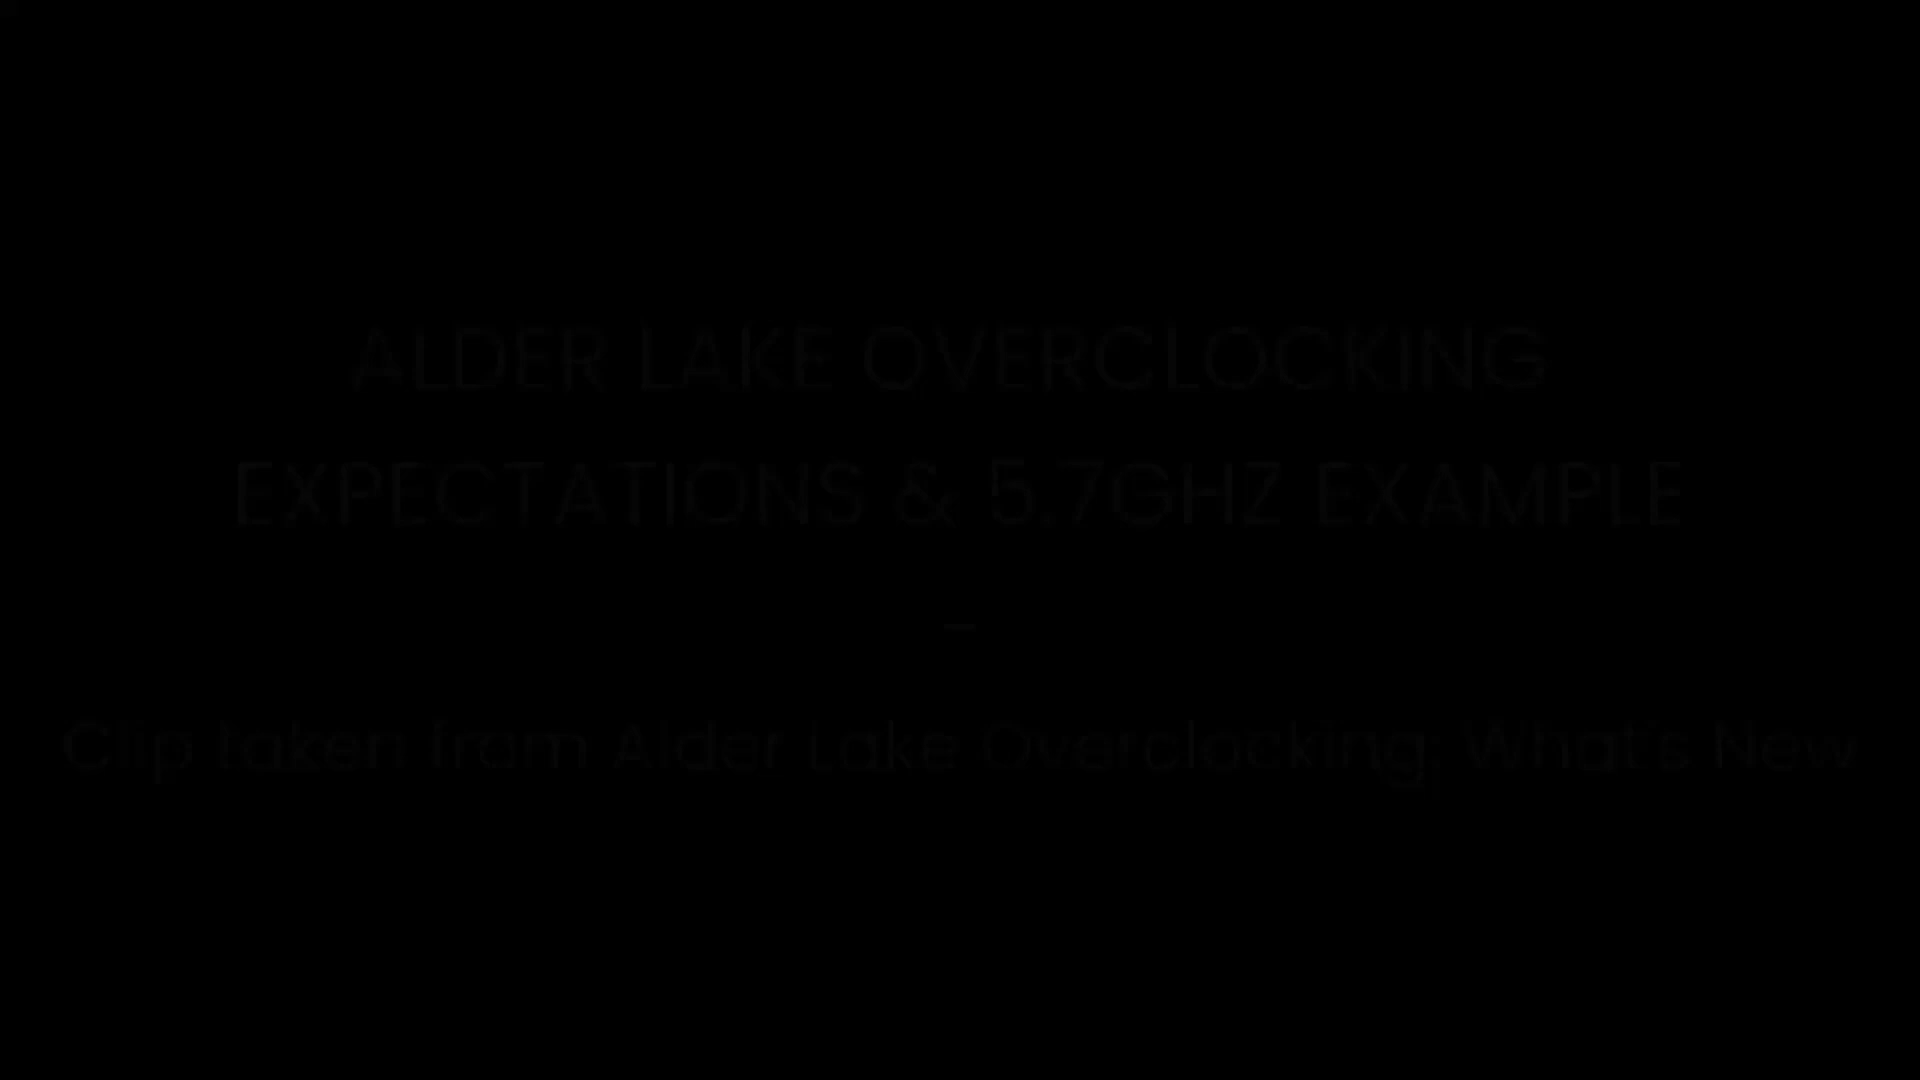 ALDER LAKE OVERCLOCKING
EXPECTATIONS & 5.7GHZ EXAMPLE
–
Clip taken from Alder Lake Overclocking: What's New